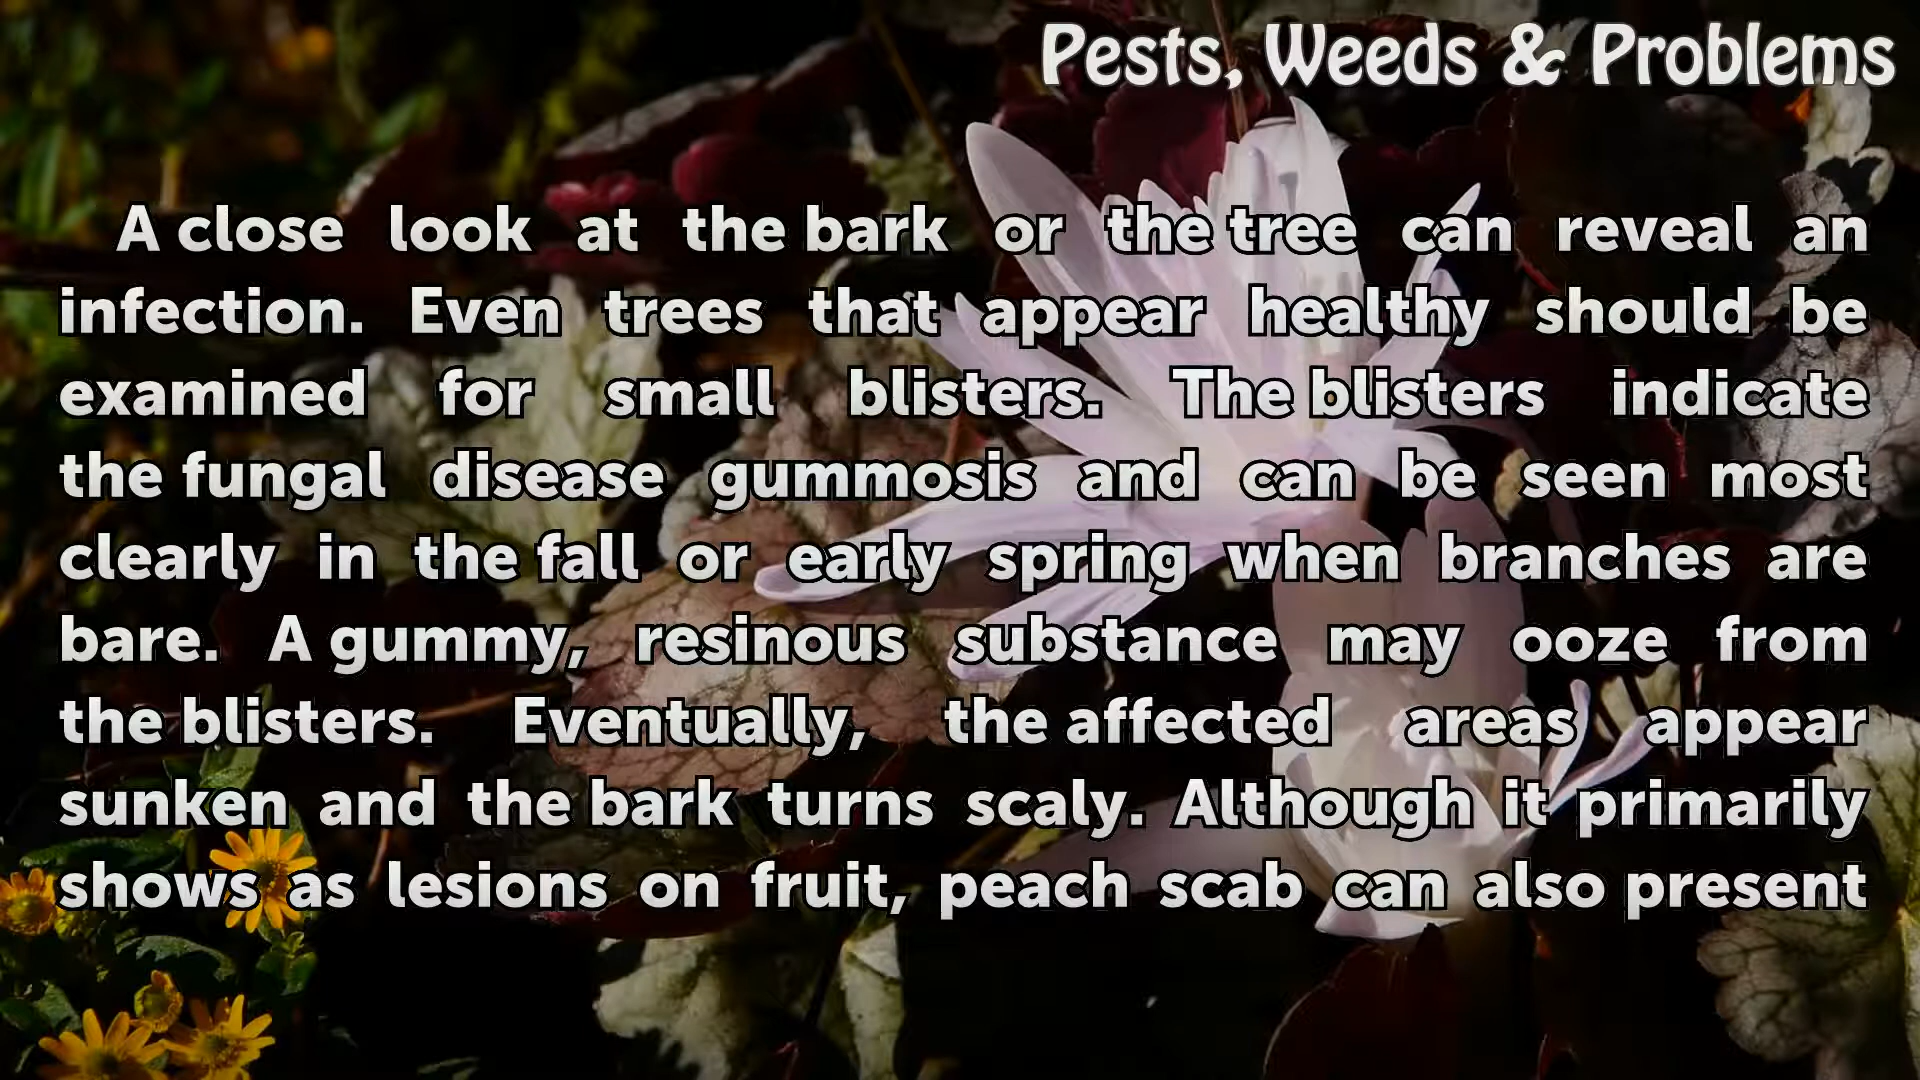 Pests, Weeds & Problems
A close look at the bark or the tree can reveal an
infection. Even trees that appear healthy should be
examined for small blisters. The blisters indicate
the fungal disease gummosis and can be seen most
clearly in the fall or early spring when branches are
bare. A gummy, resinous substance may ooze from
the blisters. Eventually, the affected areas appear
sunken and the bark turns scaly. Although it primarily
shows as lesions on fruit, peach scab can also present